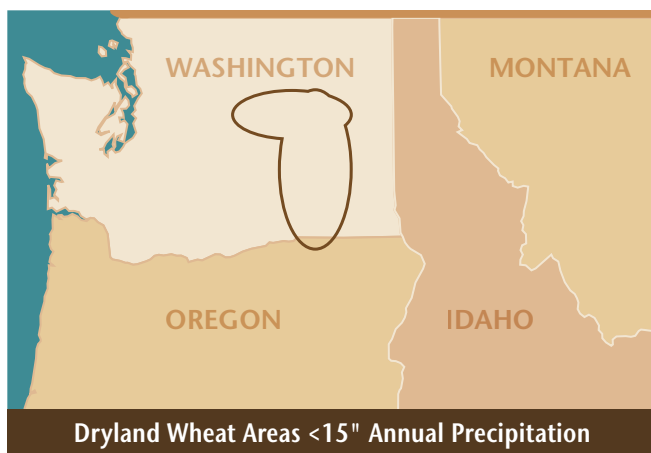 WASHINGTON
MONTANA
OREGON
IDAHO
Dryland Wheat Areas <15" Annual Precipitation